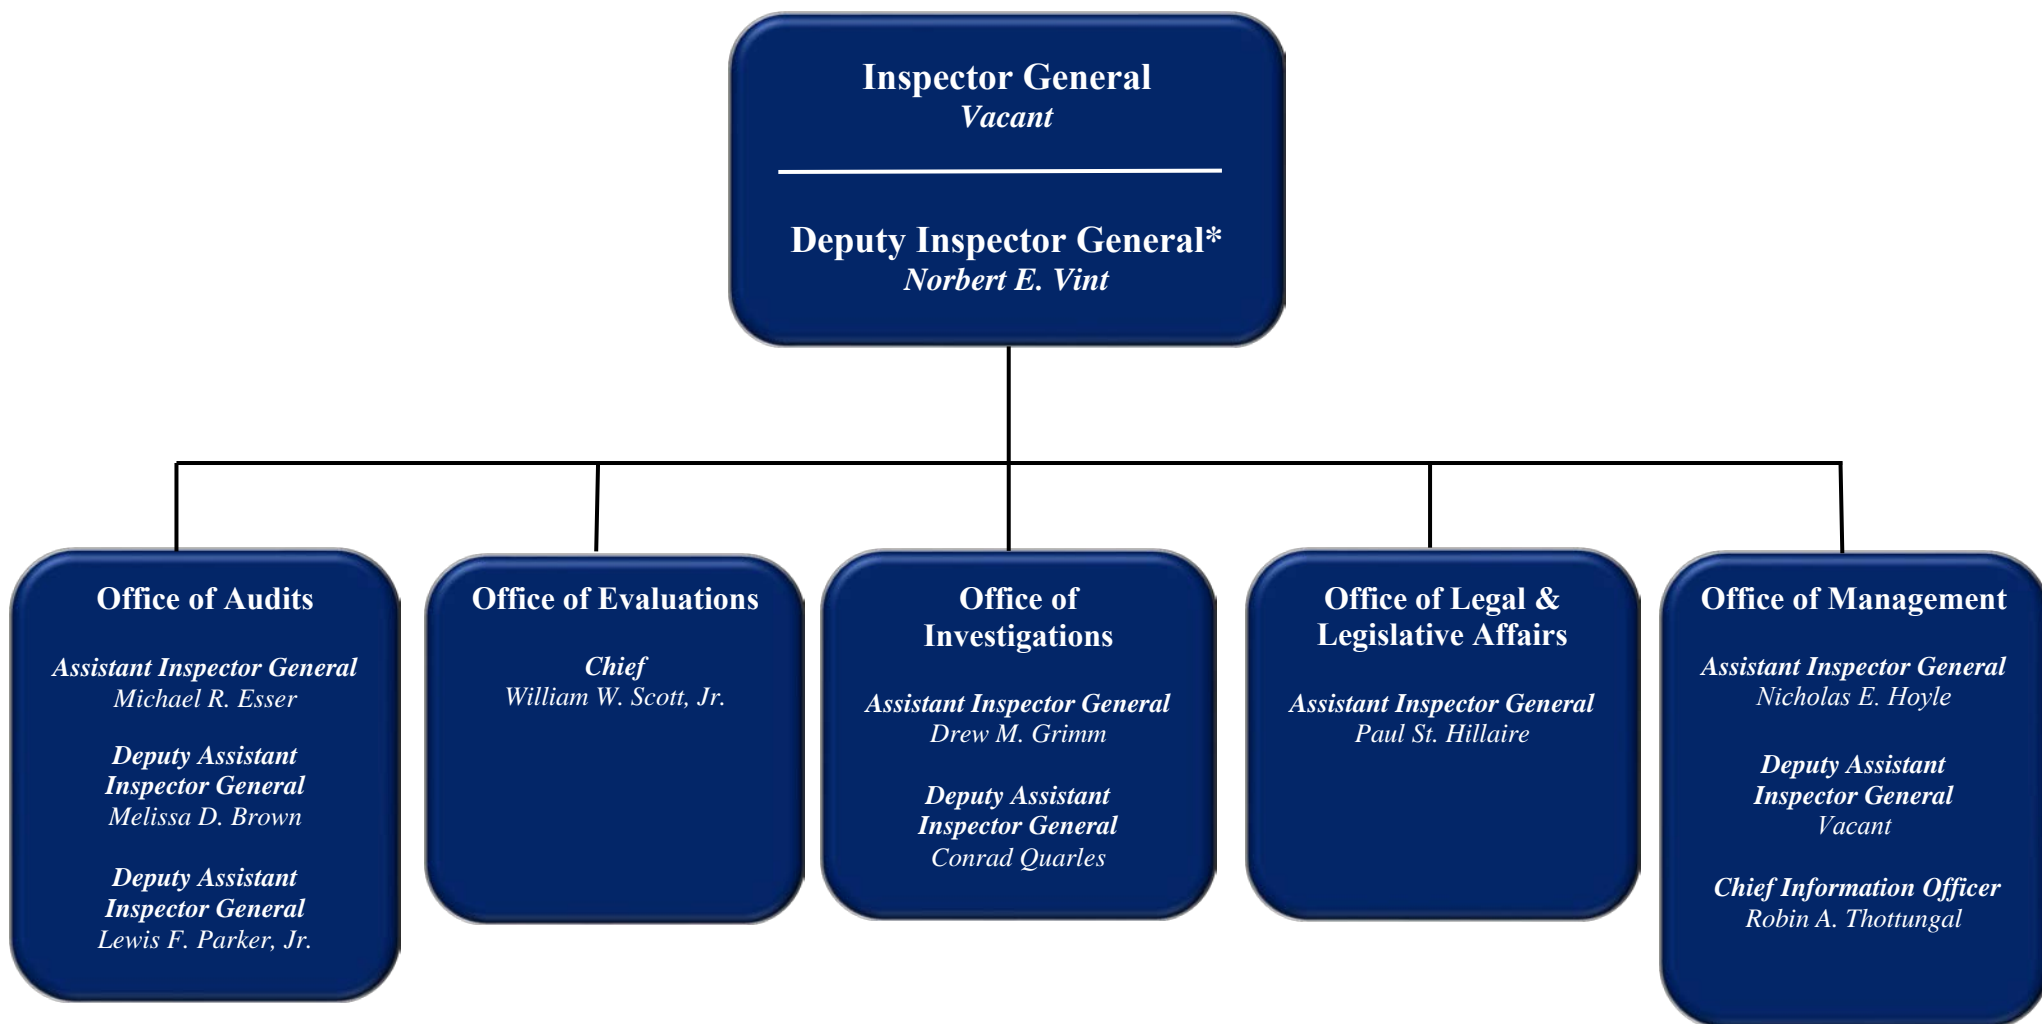 Inspector General
Vacant
Deputy Inspector General*
Norbert E. Vint
Office of Audits
Assistant Inspector General
Michael R. Esser
Deputy Assistant
Inspector General
Melissa D. Brown
Deputy Assistant
Inspector General
Lewis F. Parker, Jr.
Office of Evaluations
Chief
William W. Scott, Jr.
Office of
Investigations
Assistant Inspector General
Drew M. Grimm
Deputy Assistant
Inspector General
Conrad Quarles
Office of Legal &
Legislative Affairs
Assistant Inspector General
Paul St. Hillaire
Office of Management
Assistant Inspector General
Nicholas E. Hoyle
Deputy Assistant
Inspector General
Vacant
Chief Information Officer
Robin A. Thottungal